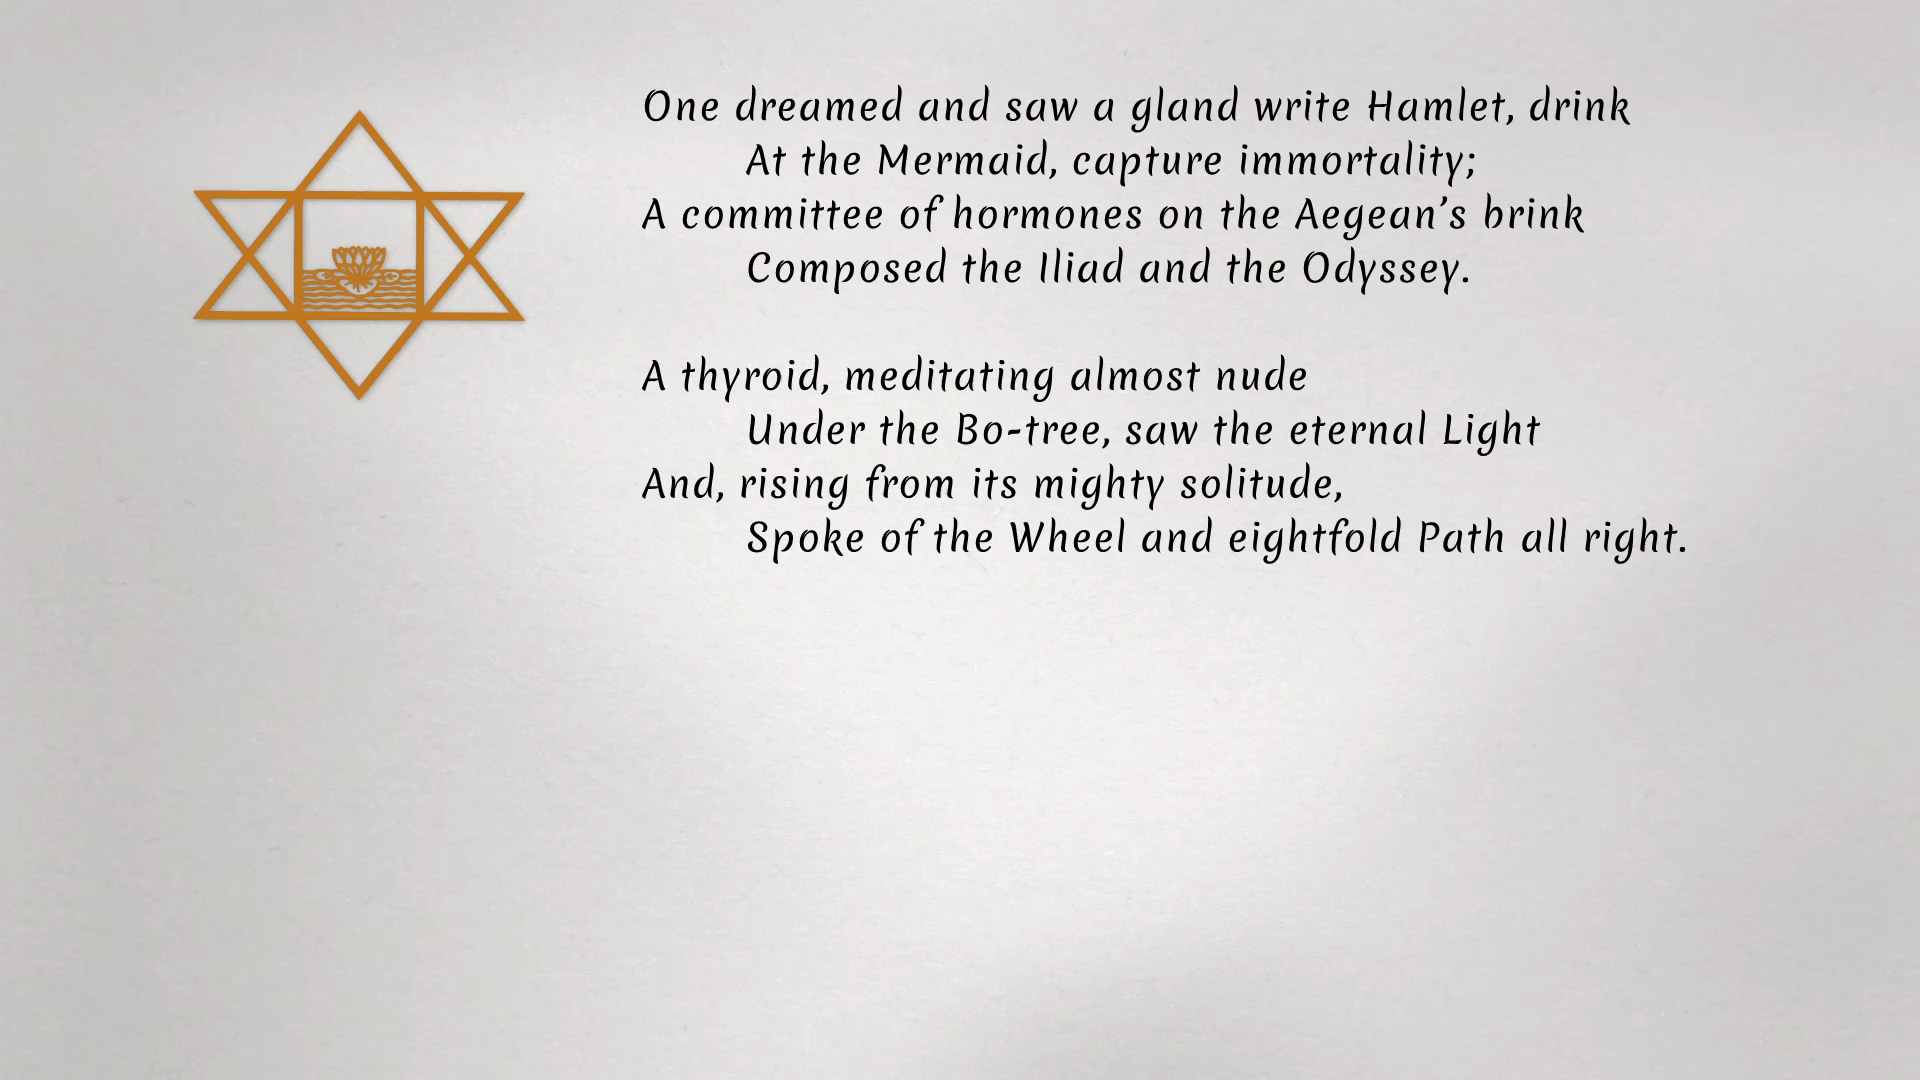 One dreamed and saw a gland write Hamlet, drink
At the Mermaid, capture immortality;
A committee of hormones on the Aegean’s brink
Composed the Iliad and the Odyssey.
A thyroid, meditating almost nude
Under the Bo-tree, saw the eternal Light
And, rising from its mighty solitude,
Spoke of the Wheel and eightfold Path all right.